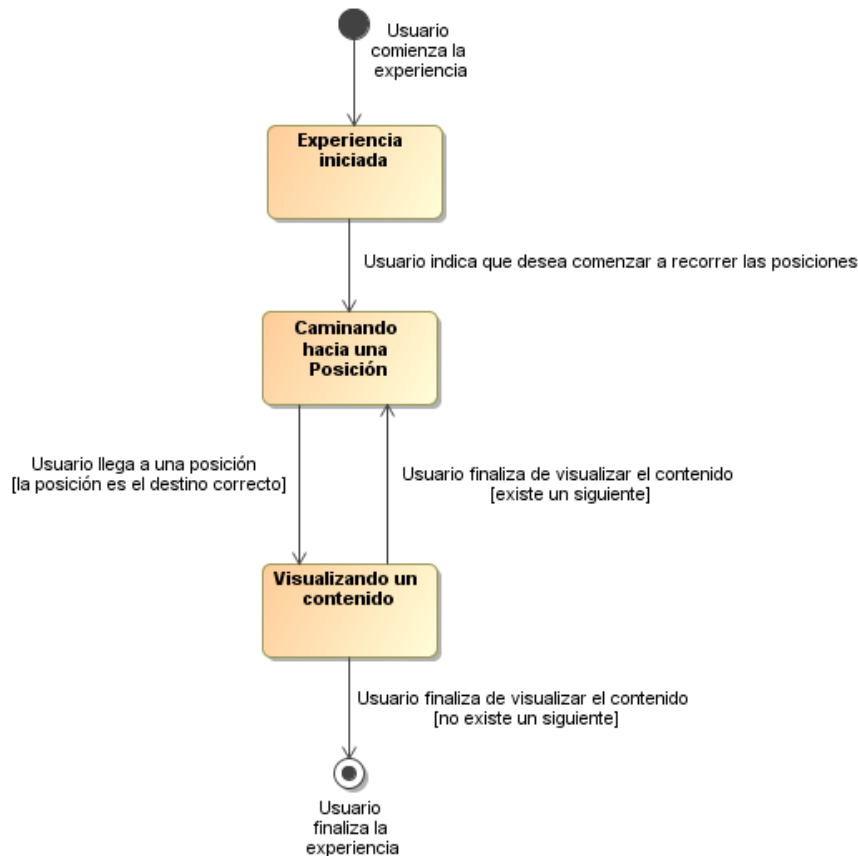 Usuario
comienza la
experiencia
Experiencia
iniciada
Usuario indica que desea comenzar a recorrer las posiciones
Caminando
hacia una
Posición
Usuario llega a una posición
[la posición es el destino correcto]
Usuario finaliza de visualizar el contenido
[existe un siguiente]
Visualizando un
contenido
Usuario finaliza de visualizar el contenido
[no existe un siguiente]
Usuario
finaliza la
experiencia